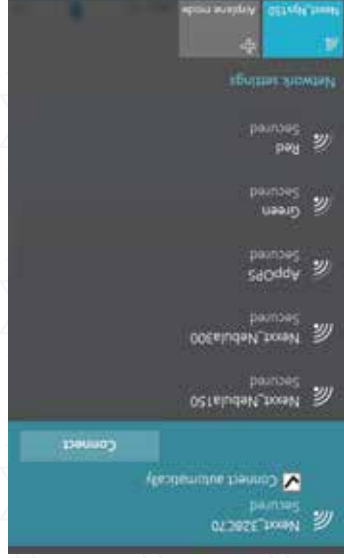 Nexxt_328C70
Secured
Connect automatically
Connect
Nexxt_Nebula150
Secured
Nexxt_Nebula300
Secured
AppOPS
Secured
Green
Secured
Red
Secured
Network settings
Nexxt_Nyx150
Airplane mode